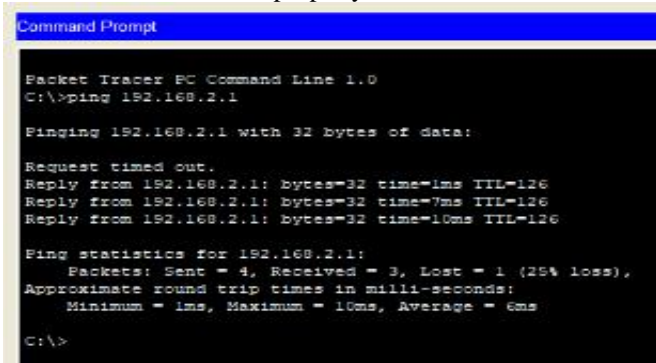 Command Prompt
Packet Tracer PC Command Line 1.0
C:\>ping 192.168.2.1
Pinging 192.168.2.1 with 32 bytes of data:
Request timed out.
Reply from 192.168.2.1: bytes=32 time=1ms TTL=126
Reply from 192.168.2.1: bytes=32 time=7ms TTL=126
Reply from 192.168.2.1: bytes=32 time=10ms TTL=126
Ping statistics for 192.168.2.1:
Packets: Sent = 4, Received = 3, Lost = 1 (25% loss),
Approximate round trip times in milli-seconds:
Minimum = 1ms, Maximum = 10ms, Average = 6ms
C:\>